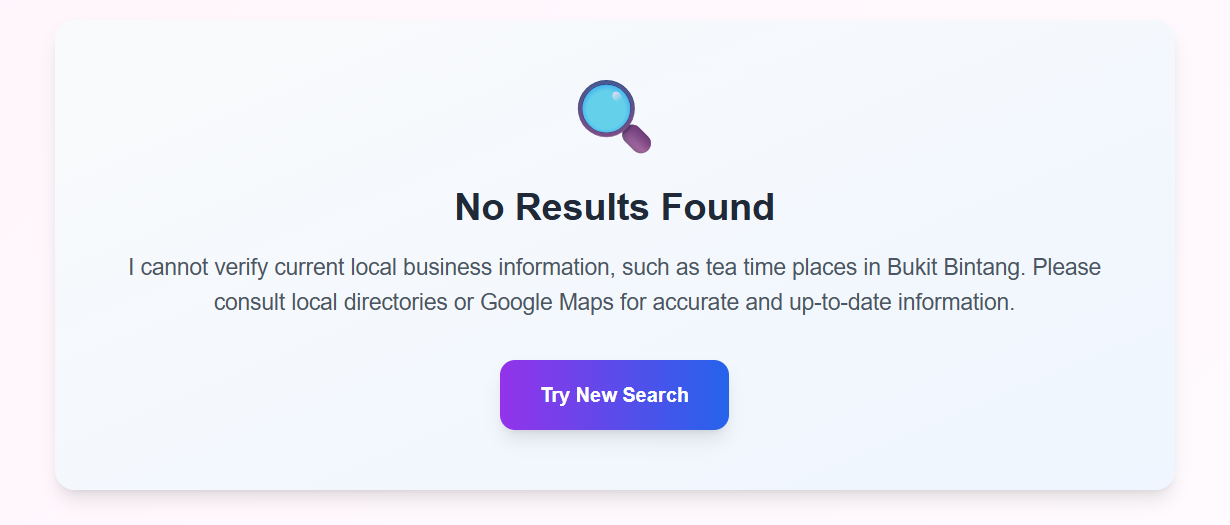 No Results Found
I cannot verify current local business information, such as tea time places in Bukit Bintang. Please
consult local directories or Google Maps for accurate and up-to-date information.
Try New Search